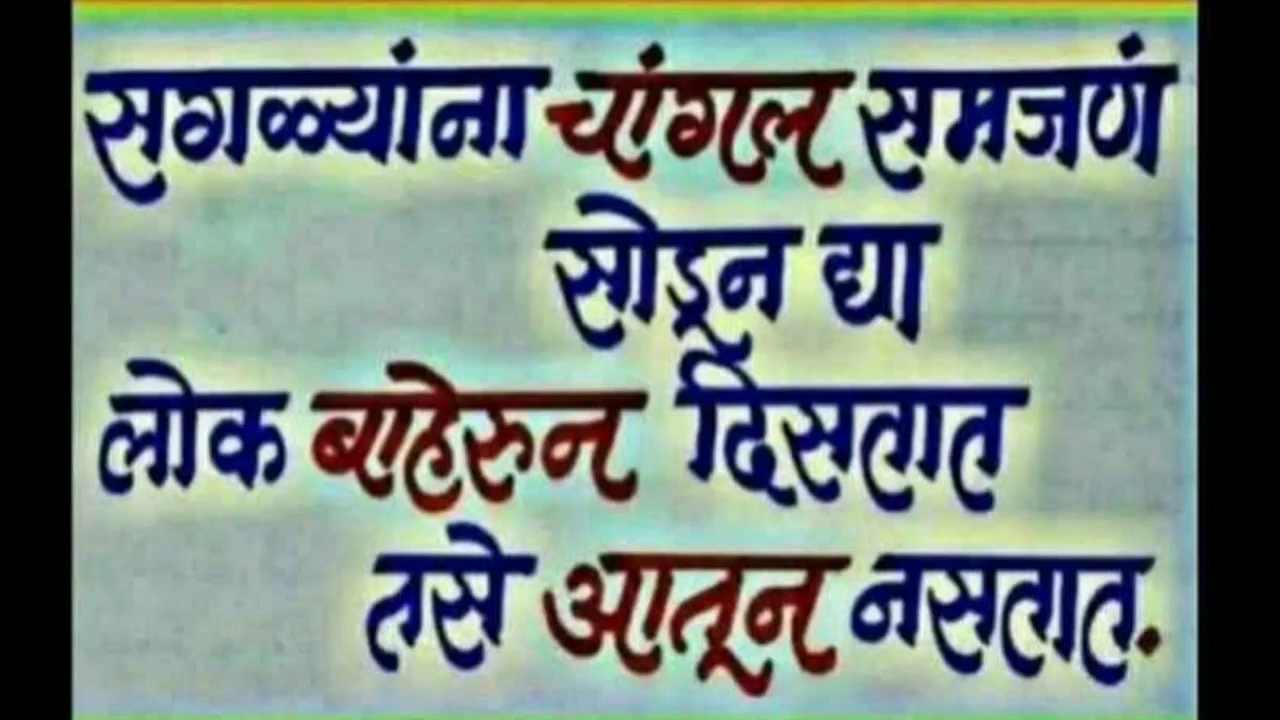 सगळ्यांना चांगल समजणं
सोडून द्या
लोक बाहेरुन दिसतात
तसे आतून नसतात.